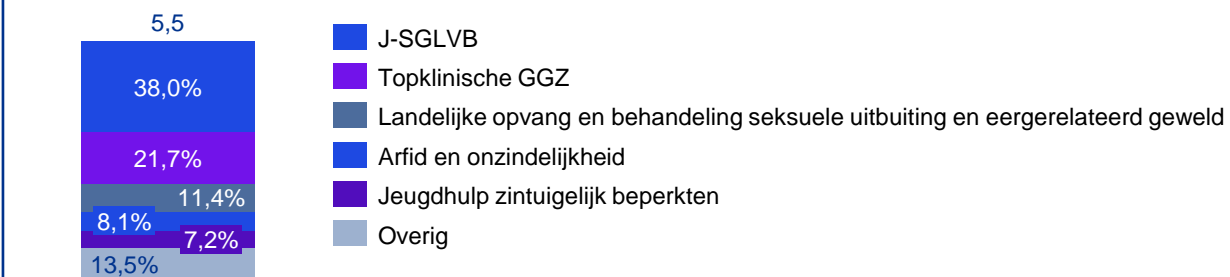 5,5
38,0%
21,7%
11,4%
8,1%
7,2%
13,5%
J-SGLVB
Topklinische GGZ
Landelijke opvang en behandeling seksuele uitbuiting en eergerelateerd geweld
Arfid en onzindelijkheid
Jeugdhulp zintuigelijk beperkten
Overig